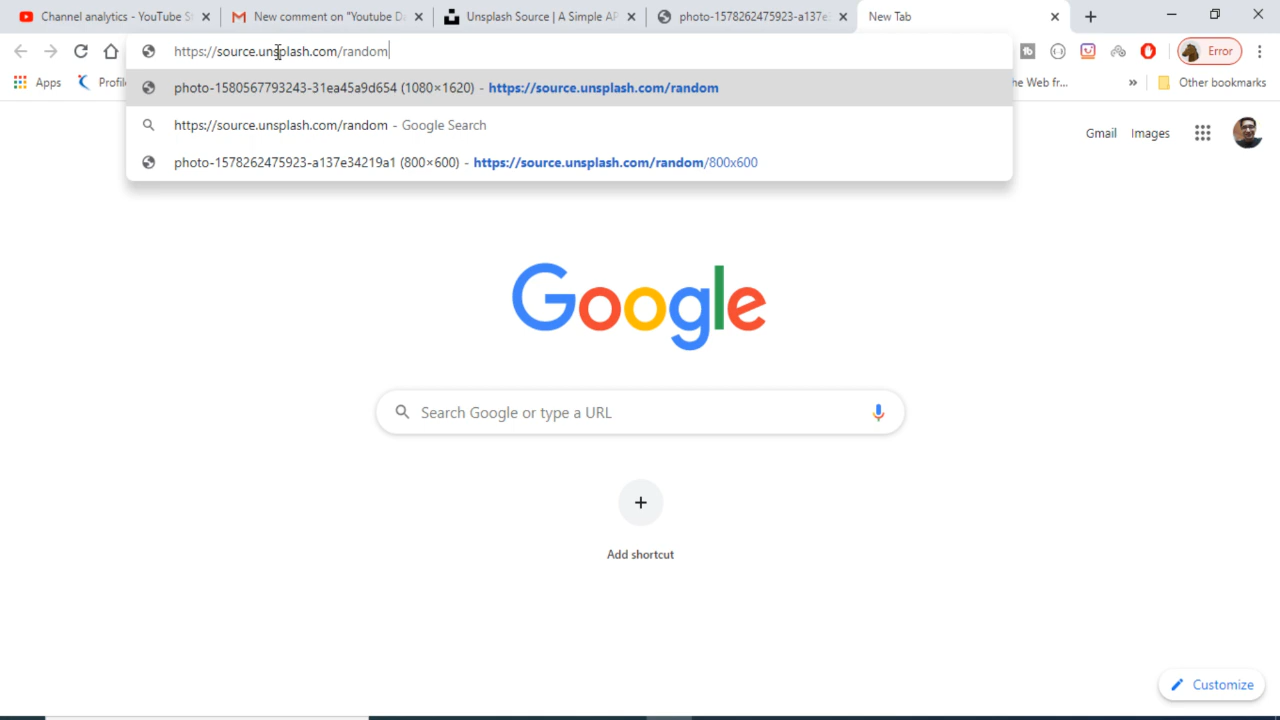 Channel analytics - YouTube S
New comment on "Youtube D
Unsplash Source | A Simple AP
photo-1578262475923-a137e
New Tab
https://source.unsplash.com/random
Error
photo-1580567793243-31ea45a9d654 (1080×1620) - https://source.unsplash.com/random
https://source.unsplash.com/random - Google Search
photo-1578262475923-a137e34219a1 (800×600) - https://source.unsplash.com/random/800x600
Apps
Profil
he Web fr...
Other bookmarks
Gmail
Images
Google
Search Google or type a URL
Add shortcut
Customize